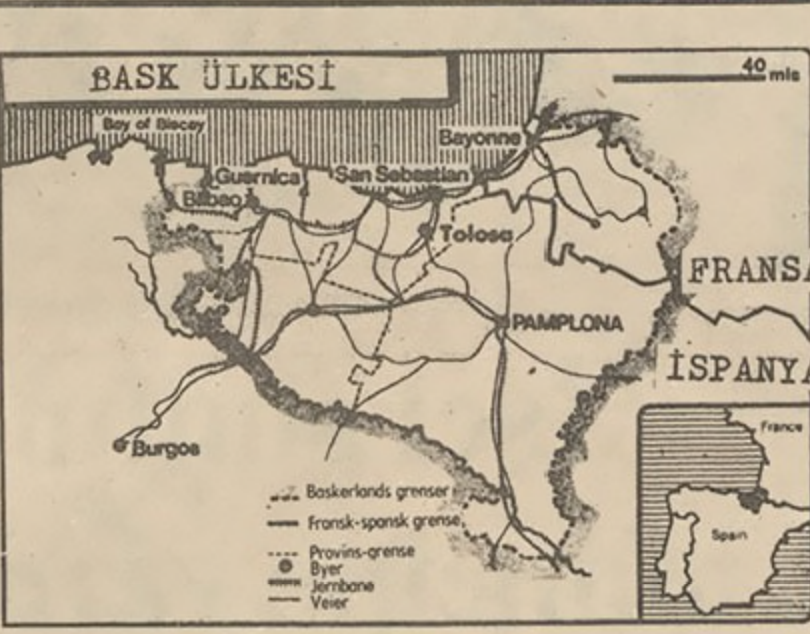 BASK ÜLKESİ
40
mls
Bay of Biscay
Bayonne
Guernica
San Sebastian
Bilbao
Tolosa
FRANSA
PAMPLONA
İSPANYA
Burgos
France
Spain
Baskerlands grenser
Fransk-spansk grense
Provins-grense
Byer
Jernbane
Veier